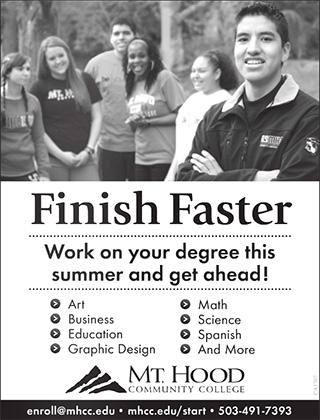 Finish Faster
Work on your degree this
summer and get ahead!
Art
Business
Education
Graphic Design
Math
Science
Spanish
And More
MT. HOOD
COMMUNITY COLLEGE
enroll@mhcc.edu • mhcc.edu/start • 503-491-7393